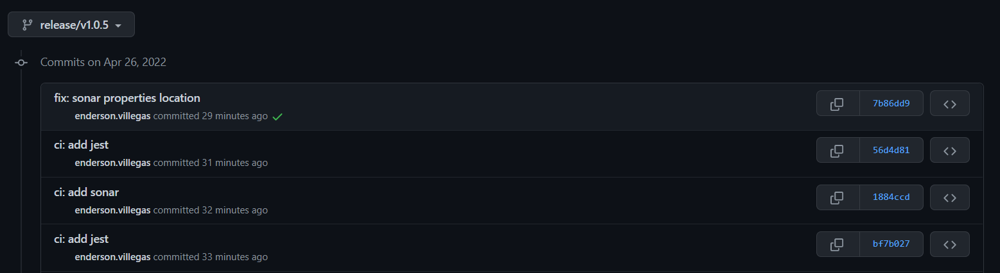 release/v1.0.5
Commits on Apr 26, 2022
fix: sonar properties location
7b86dd9
enderson.villegas committed 29 minutes ago
ci: add jest
56d4d81
enderson.villegas committed 31 minutes ago
ci: add sonar
1884ccd
enderson.villegas committed 32 minutes ago
ci: add jest
bf7b027
enderson.villegas committed 33 minutes ago